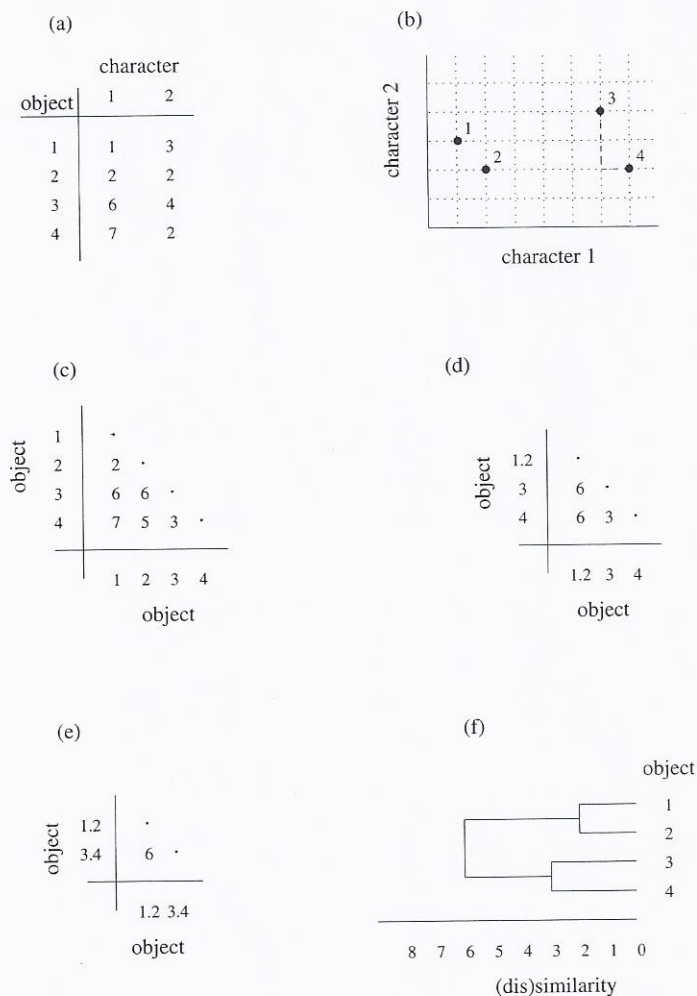 (a)
character
object 1 2
1 1 3
2 2 2
3 6 4
4 7 2
(b)
character 2
1
2
3
4
character 1
(c)
object
1 ·
2 2 ·
3 6 6 ·
4 7 5 3 ·
1 2 3 4
object
(d)
object
1.2 ·
3 6 ·
4 6 3 ·
1.2 3 4
object
(e)
object
1.2 ·
3.4 6 ·
1.2 3.4
object
(f)
object
1
2
3
4
8 7 6 5 4 3 2 1 0
(dis)similarity